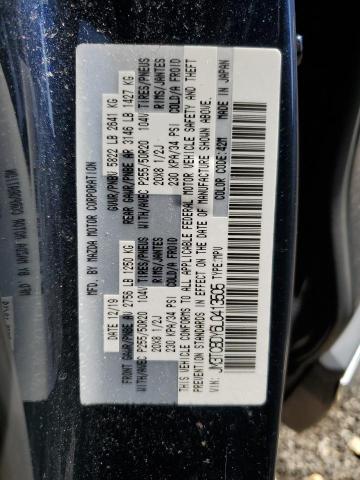 MFD. BY: MAZDA MOTOR CORPORATION
DATE: 12/19 GVWR/PNBV 5822 LB 2641 KG
FRONT GAWR/PNBE AV 2756 LB 1250 KG REAR GAWR/PNBE AR 3146 LB 1427 KG
WITH/AVEC P255/50R20 104V TIRES/PNEUS WITH/AVEC P255/50R20 104V TIRES/PNEUS
20X8 1/2J RIMS/JANTES 20X8 1/2J RIMS/JANTES
230 KPA/34 PSI COLD/A FROID 230 KPA/34 PSI COLD/A FROID
THIS VEHICLE CONFORMS TO ALL APPLICABLE FEDERAL MOTOR VEHICLE SAFETY AND THEFT
PREVENTION STANDARDS IN EFFECT ON THE DATE OF MANUFACTURE SHOWN ABOVE.
COLOR CODE:42M MADE IN JAPAN
VIN: JM3TCBDY6L0413605 TYPE:MPV